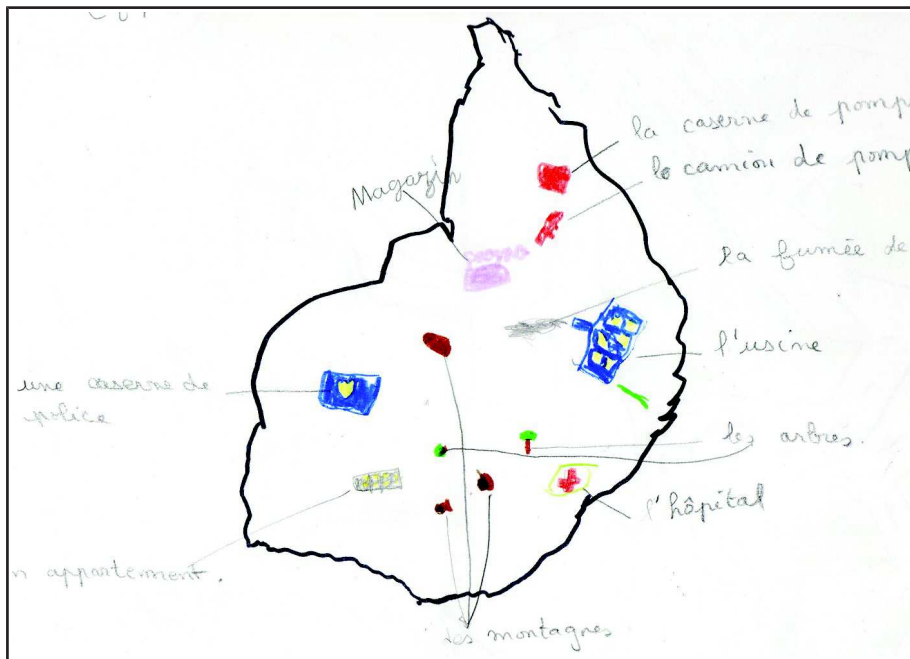 la caserne de pomp
le camion de pomp
Magazin
la fumée de
l'usine
une caserne de
police
les arbres.
l'hôpital
n appartement.
les montagnes